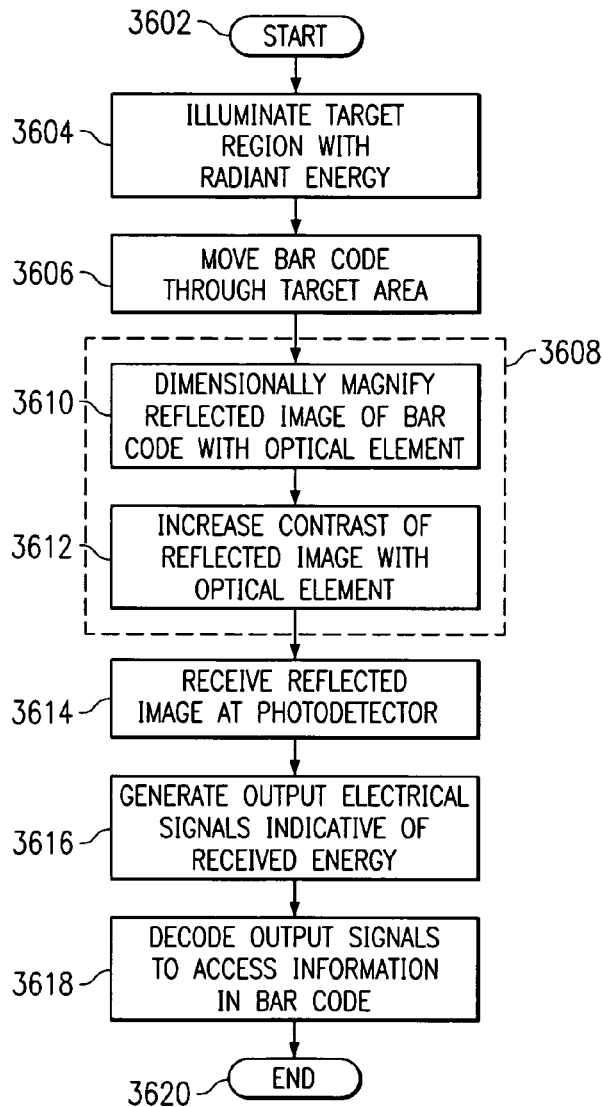 3602
START
3604
ILLUMINATE TARGET
REGION WITH
RADIANT ENERGY
3606
MOVE BAR CODE
THROUGH TARGET AREA
3608
3610
DIMENSIONALLY MAGNIFY
REFLECTED IMAGE OF BAR
CODE WITH OPTICAL ELEMENT
3612
INCREASE CONTRAST OF
REFLECTED IMAGE WITH
OPTICAL ELEMENT
3614
RECEIVE REFLECTED
IMAGE AT PHOTODETECTOR
3616
GENERATE OUTPUT ELECTRICAL
SIGNALS INDICATIVE OF
RECEIVED ENERGY
3618
DECODE OUTPUT SIGNALS
TO ACCESS INFORMATION
IN BAR CODE
3620
END